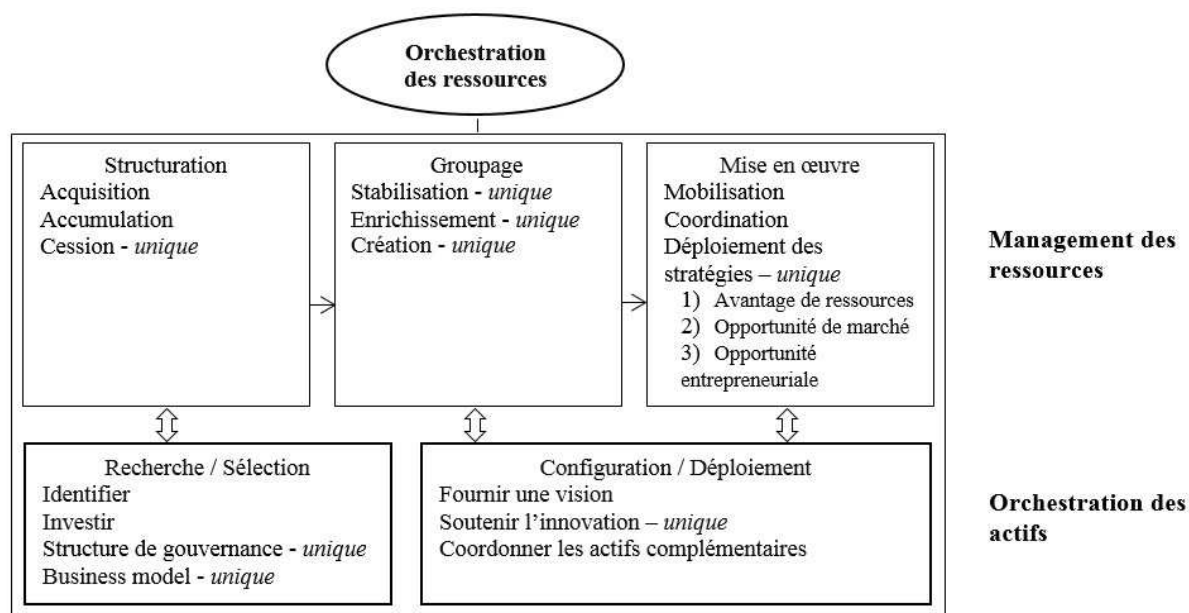 Orchestration
des ressources
Structuration
Acquisition
Accumulation
Cession - unique
Groupage
Stabilisation - unique
Enrichissement - unique
Création - unique
Mise en œuvre
Mobilisation
Coordination
Déploiement des
stratégies – unique
1) Avantage de ressources
2) Opportunité de marché
3) Opportunité
entrepreneuriale
Management des
ressources
Recherche / Sélection
Identifier
Investir
Structure de gouvernance - unique
Business model - unique
Configuration / Déploiement
Fournir une vision
Soutenir l’innovation – unique
Coordonner les actifs complémentaires
Orchestration des
actifs